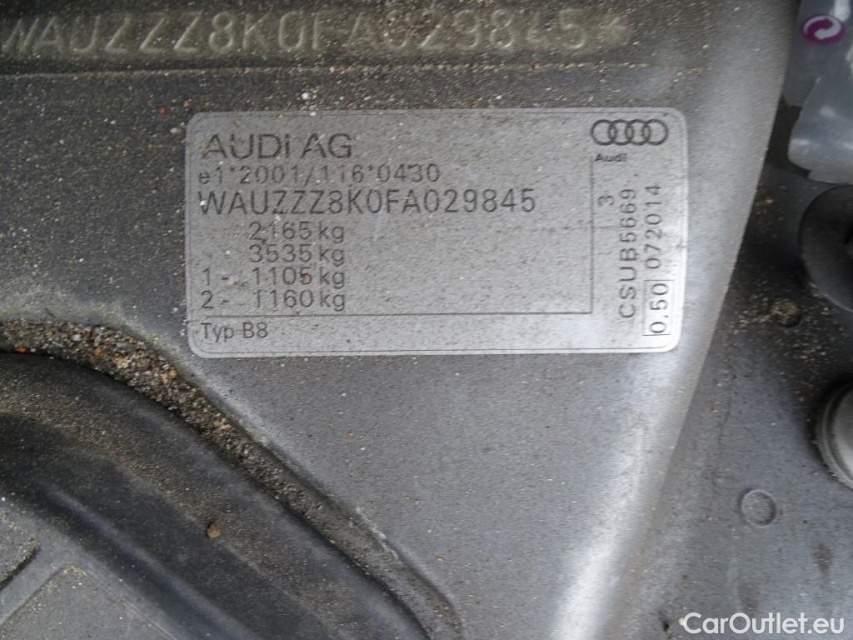 WAUZZZ8K0FA029845*
AUDI AG
Audi
e1*2001/116*0430
WAUZZZ8K0FA029845
2165 kg
3535 kg
1 - 1105 kg
2 - 1160 kg
Typ B8
3
CSUB5669.
0,50 072014
CarOutlet.eu